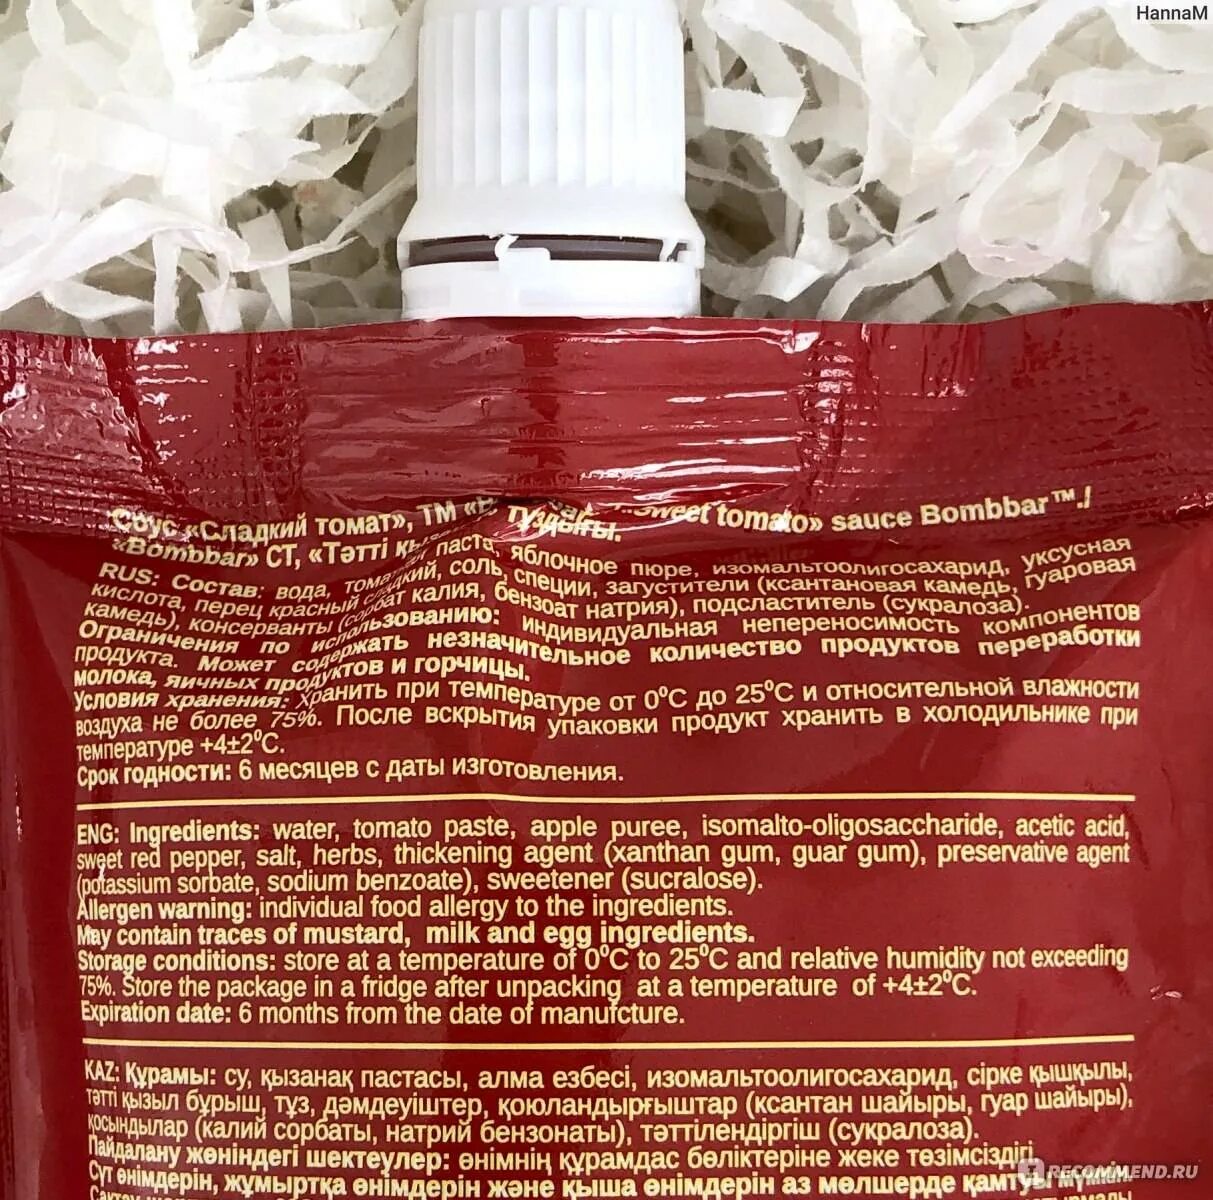 HannaM
Соус «Сладкий томат», ТМ «B «Sweet tomato» sauce Bombbar™./
«Bombbar» СТ, «Тәтті қы тұздығы.
RUS: Состав: вода, томатная паста, яблочное пюре, изомальтоолигосахарид, уксусная
кислота, перец красный сладкий, соль, специи, загустители (ксантановая камедь, гуаровая
камедь), консерванты (сорбат калия, бензоат натрия), подсластитель (сукралоза).
Ограничения по использованию: индивидуальная непереносимость компонентов
продукта. Может содержать незначительное количество продуктов переработки
молока, яичных продуктов и горчицы.
Условия хранения: Хранить при температуре от 0⁰С до 25⁰С и относительной влажности
воздуха не более 75%. После вскрытия упаковки продукт хранить в холодильнике при
температуре +4±2⁰С.
Срок годности: 6 месяцев с даты изготовления.
ENG: Ingredients: water, tomato paste, apple puree, isomalto-oligosaccharide, acetic acid,
sweet red pepper, salt, herbs, thickening agent (xanthan gum, guar gum), preservative agent
(potassium sorbate, sodium benzoate), sweetener (sucralose).
Allergen warning: individual food allergy to the ingredients.
May contain traces of mustard, milk and egg ingredients.
Storage conditions: store at a temperature of 0⁰C to 25⁰C and relative humidity not exceeding
75%. Store the package in a fridge after unpacking at a temperature of +4±2⁰C.
Expiration date: 6 months from the date of manufcture.
KAZ: Құрамы: су, қызанақ пастасы, алма езбесі, изомальтоолигосахарид, сірке қышқылы,
тәтті қызыл бұрыш, тұз, дәмдеуіштер, қоюландырғыштар (ксантан шайыры, гуар шайыры),
қосындылар (калий сорбаты, натрий бензонаты), тәттілендіргіш (сукралоза).
Пайдалану жөніндегі шектеулер: өнімнің құрамдас бөліктеріне жеке төзімсіздігі
Сүт өнімдерін, жұмыртқа өнімдерін және қыша өнімдерін аз мөлшерде қамтуы
IRECOMMEND.RU